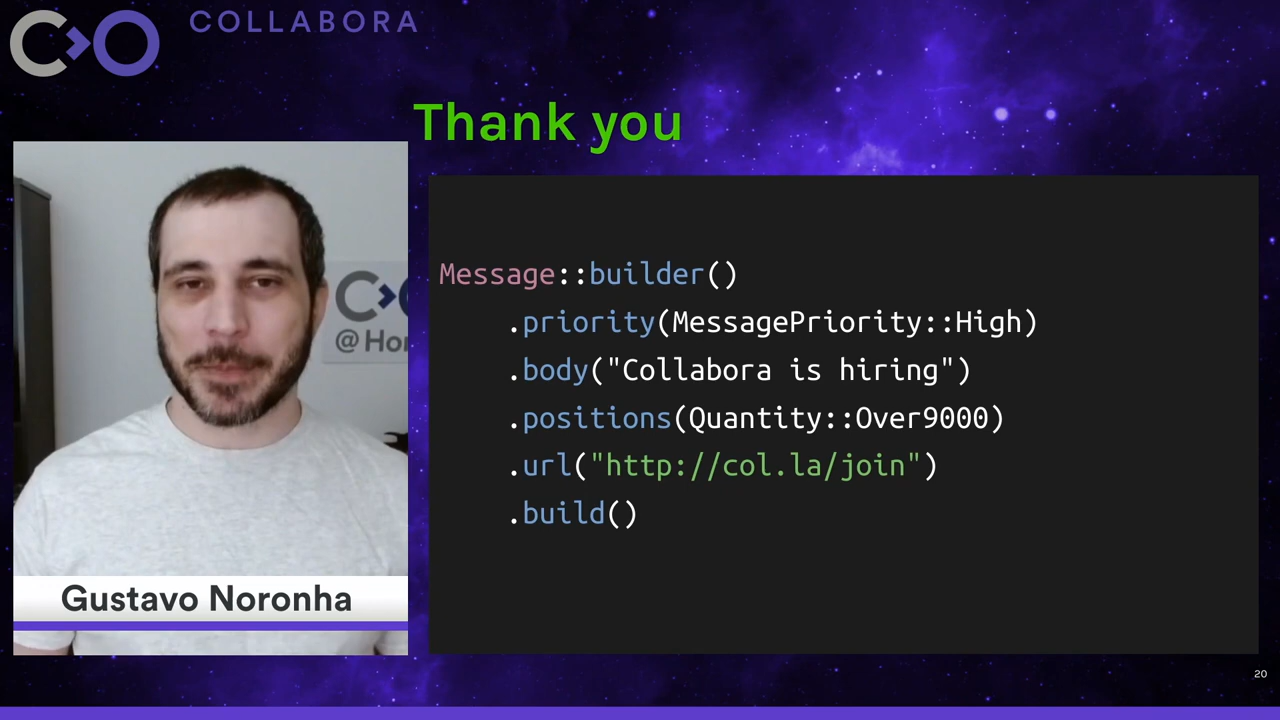 COLLABORA
Thank you
@ Hom
Message::builder()
.priority(MessagePriority::High)
.body("Collabora is hiring")
.positions(Quantity::Over9000)
.url("http://col.la/join")
.build()
Gustavo Noronha
20